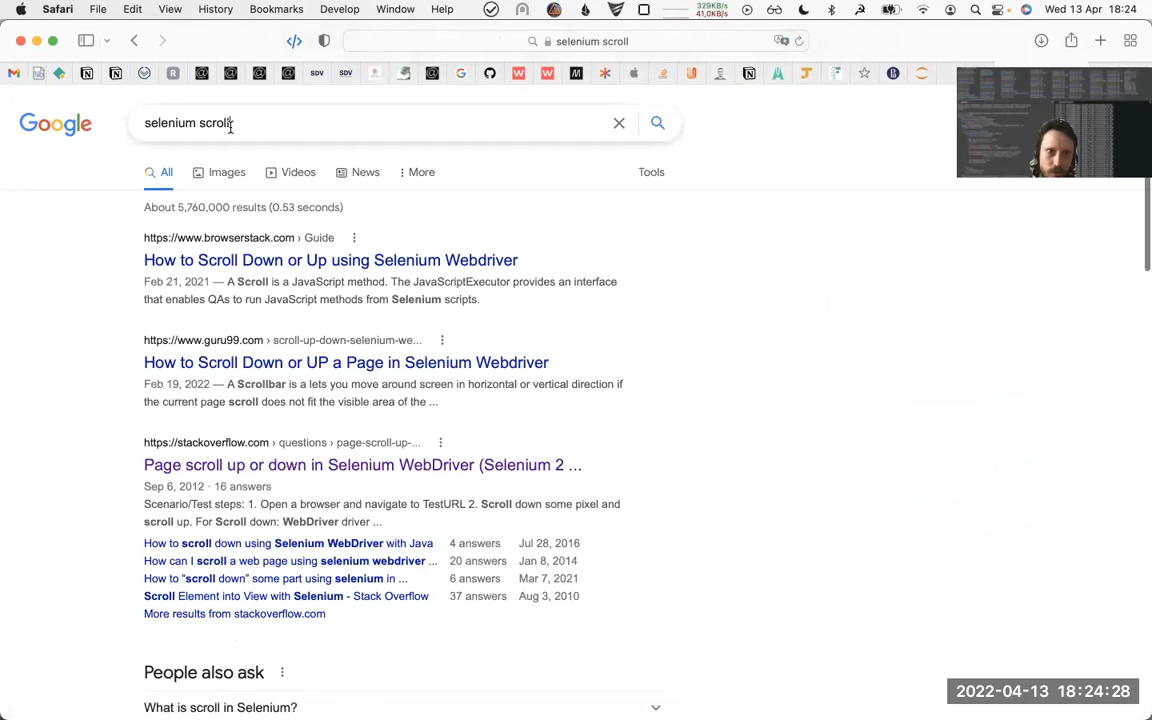 Safari File Edit View History Bookmarks Develop Window Help 329KB/s 41,0KB/s Wed 13 Apr 18:24
selenium scroll
SDV SDV
Google selenium scroll
All Images Videos News More Tools
About 5,760,000 results (0.53 seconds)
https://www.browserstack.com › Guide
How to Scroll Down or Up using Selenium Webdriver
Feb 21, 2021 — A Scroll is a JavaScript method. The JavaScriptExecutor provides an interface
that enables QAs to run JavaScript methods from Selenium scripts.
https://www.guru99.com › scroll-up-down-selenium-we...
How to Scroll Down or UP a Page in Selenium Webdriver
Feb 19, 2022 — A Scrollbar is a lets you move around screen in horizontal or vertical direction if
the current page scroll does not fit the visible area of the ...
https://stackoverflow.com › questions › page-scroll-up-...
Page scroll up or down in Selenium WebDriver (Selenium 2 ...
Sep 6, 2012 · 16 answers
Scenario/Test steps: 1. Open a browser and navigate to TestURL 2. Scroll down some pixel and
scroll up. For Scroll down: WebDriver driver ...
How to scroll down using Selenium WebDriver with Java 4 answers Jul 28, 2016
How can I scroll a web page using selenium webdriver ... 20 answers Jan 8, 2014
How to “scroll down” some part using selenium in ... 6 answers Mar 7, 2021
Scroll Element into View with Selenium - Stack Overflow 37 answers Aug 3, 2010
More results from stackoverflow.com
People also ask
What is scroll in Selenium?
2022-04-13 18:24:28